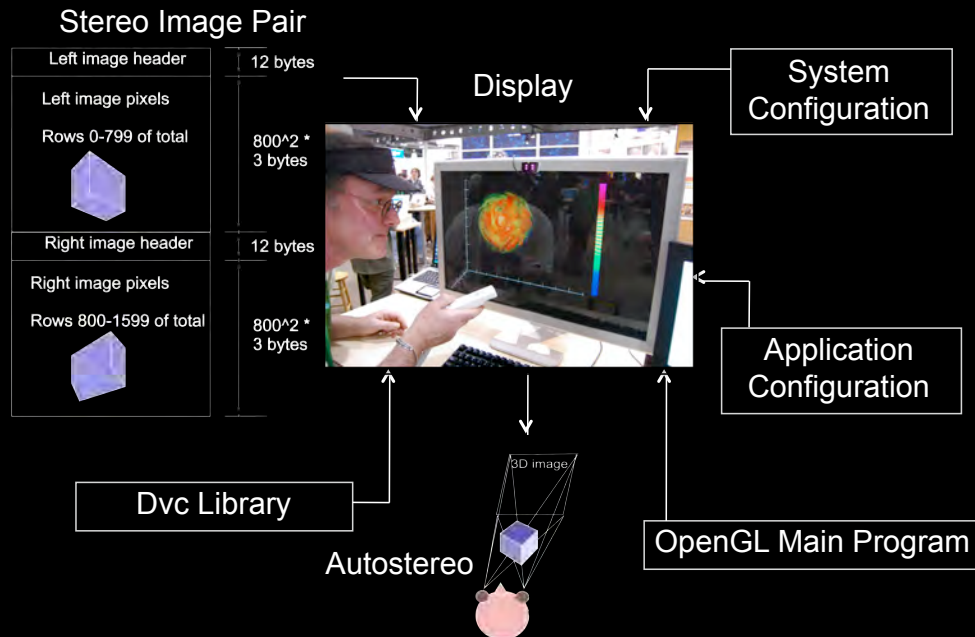 Stereo Image Pair
Left image header
12 bytes
Left image pixels
Rows 0-799 of total
800^2 *
3 bytes
Right image header
12 bytes
Right image pixels
Rows 800-1599 of total
800^2 *
3 bytes
Display
System
Configuration
Application
Configuration
Dvc Library
OpenGL Main Program
3D image
Autostereo